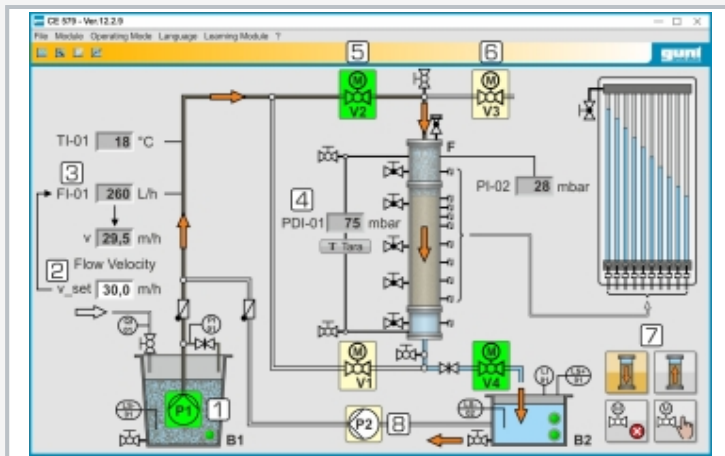 CE 579 - Ver.12.2.9
File Module Operating Mode Language Learning Module ?
gunt
5
6
M
V2
M
V3
TI-01 18 °C
F
3
FI-01 260 L/h
PI-02 28 mbar
4
PDI-01 75 mbar
v 29,5 m/h
T Tara
2 Flow Velocity
v_set 30,0 m/h
7
M
V1
M
V4
P1
1
B1
P2
8
B2
M
M